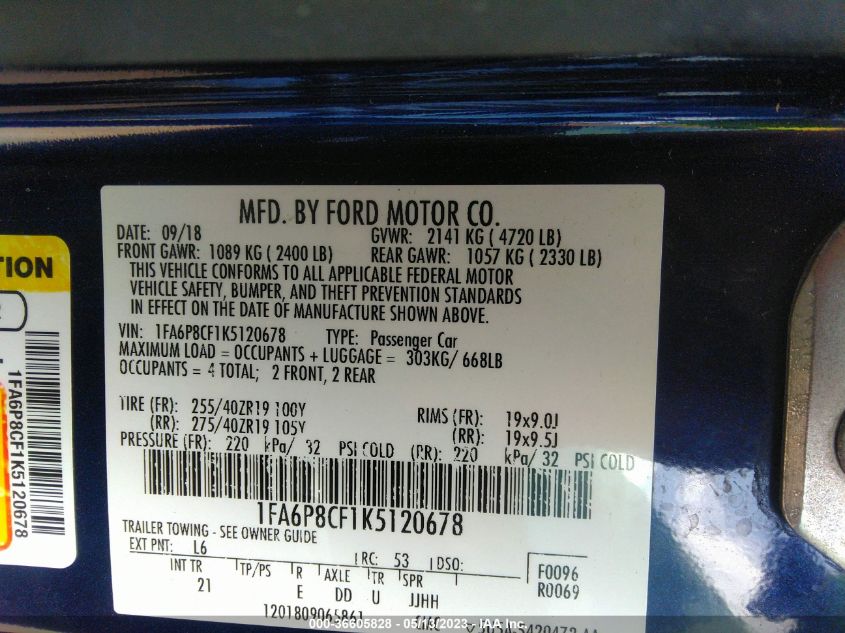 MFD. BY FORD MOTOR CO.
DATE: 09/18 GVWR: 2141 KG ( 4720 LB)
FRONT GAWR: 1089 KG ( 2400 LB) REAR GAWR: 1057 KG ( 2330 LB)
THIS VEHICLE CONFORMS TO ALL APPLICABLE FEDERAL MOTOR
VEHICLE SAFETY, BUMPER, AND THEFT PREVENTION STANDARDS
IN EFFECT ON THE DATE OF MANUFACTURE SHOWN ABOVE.
VIN: 1FA6P8CF1K5120678 TYPE: Passenger Car
MAXIMUM LOAD = OCCUPANTS + LUGGAGE = 303KG/ 668LB
OCCUPANTS = 4 TOTAL; 2 FRONT, 2 REAR
TIRE (FR): 255/40ZR19 100Y RIMS (FR): 19x9.0J
(RR): 275/40ZR19 105Y (RR): 19x9.5J
PRESSURE (FR): 220 kPa/ 32 PSI COLD (RR): 220 kPa/ 32 PSI COLD
1FA6P8CF1K5120678
TRAILER TOWING - SEE OWNER GUIDE
EXT PNT: L6 RC: 53 DSO: F0096
INT TR TP/PS R AXLE TR SPR R0069
21 E DD U JJHH
1201809065861
TION
1FA6P8CF1K5120678
000-36605828 - 05/13/2023 - IAA Inc.